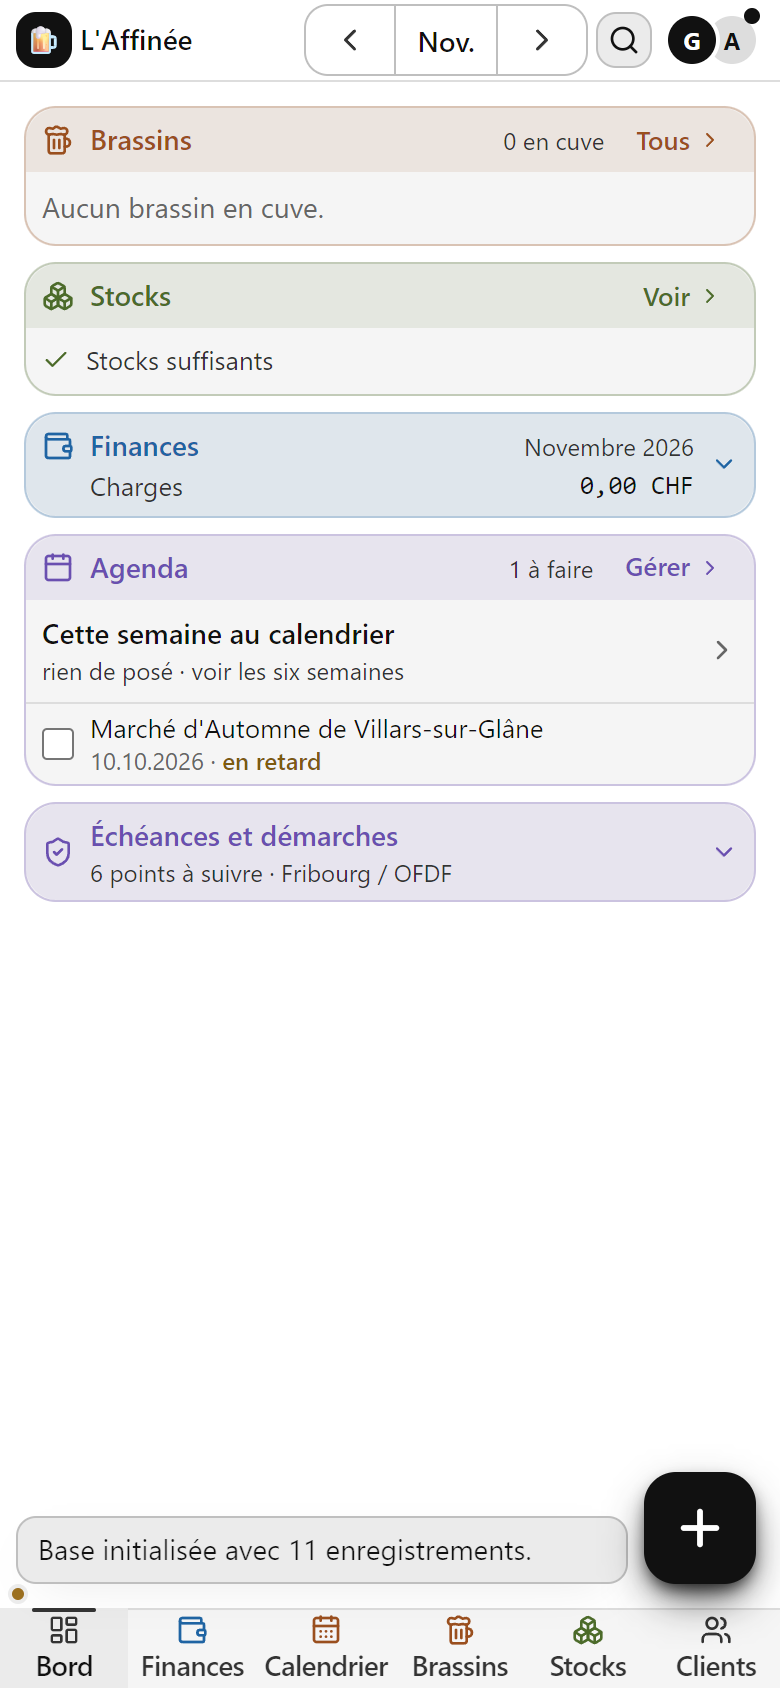 L'Affinée
Nov.
G A
Brassins 0 en cuve Tous
Aucun brassin en cuve.
Stocks Voir
Stocks suffisants
Finances Novembre 2026
Charges 0,00 CHF
Agenda 1 à faire Gérer
Cette semaine au calendrier
rien de posé · voir les six semaines
Marché d'Automne de Villars-sur-Glâne
10.10.2026 · en retard
Échéances et démarches
6 points à suivre · Fribourg / OFDF
Base initialisée avec 11 enregistrements.
Bord Finances Calendrier Brassins Stocks Clients